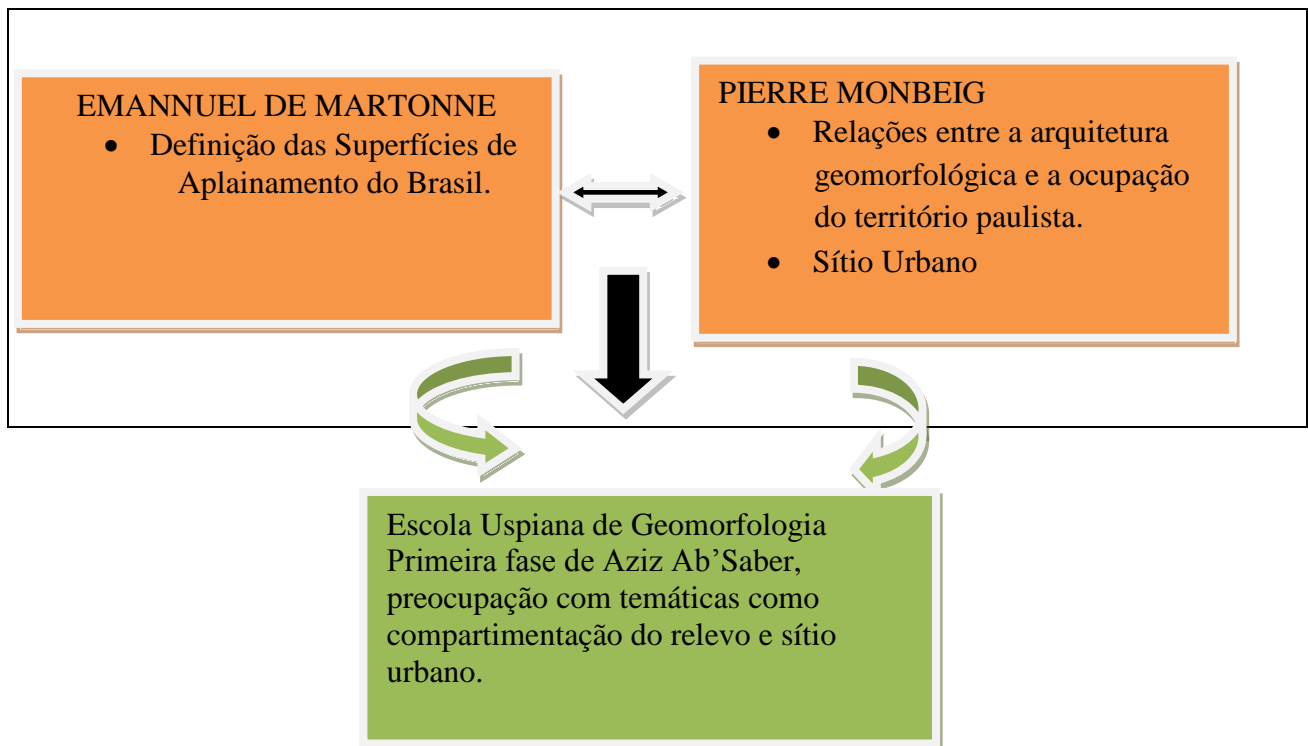 EMANNUEL DE MARTONNE
• Definição das Superfícies de
Aplainamento do Brasil.
PIERRE MONBEIG
• Relações entre a arquitetura
geomorfológica e a ocupação
do território paulista.
• Sítio Urbano
Escola Uspiana de Geomorfologia
Primeira fase de Aziz Ab’Saber,
preocupação com temáticas como
compartimentação do relevo e sítio
urbano.